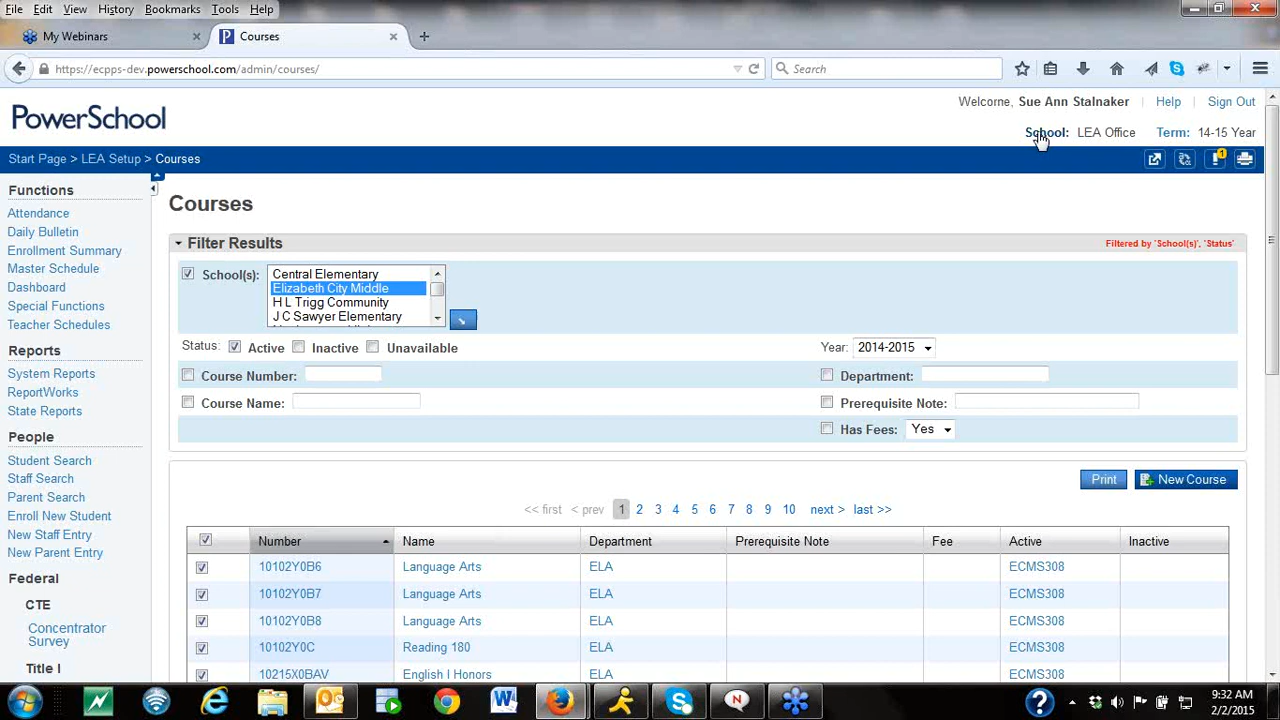 File Edit View History Bookmarks Tools Help
My Webinars × P Courses × +
https://ecpps-dev.powerschool.com/admin/courses/ Search
PowerSchool
Welcome, Sue Ann Stalnaker Help Sign Out
School: LEA Office Term: 14-15 Year
Start Page > LEA Setup > Courses
1
Functions
Attendance
Daily Bulletin
Enrollment Summary
Master Schedule
Dashboard
Special Functions
Teacher Schedules
Reports
System Reports
ReportWorks
State Reports
People
Student Search
Staff Search
Parent Search
Enroll New Student
New Staff Entry
New Parent Entry
Federal
CTE
Concentrator
Survey
Title I
Courses
Filter Results Filtered by 'School(s)', 'Status'
School(s): Central Elementary
Elizabeth City Middle
H L Trigg Community
J C Sawyer Elementary
Status: Active Inactive Unavailable Year: 2014-2015
Course Number: Department:
Course Name: Prerequisite Note:
Has Fees: Yes
Print New Course
<< first < prev 1 2 3 4 5 6 7 8 9 10 next > last >>
Number Name Department Prerequisite Note Fee Active Inactive
10102Y0B6 Language Arts ELA ECMS308
10102Y0B7 Language Arts ELA ECMS308
10102Y0B8 Language Arts ELA ECMS308
10102Y0C Reading 180 ELA ECMS308
10215X0BAV English I Honors ELA ECMS308
9:32 AM
2/2/2015